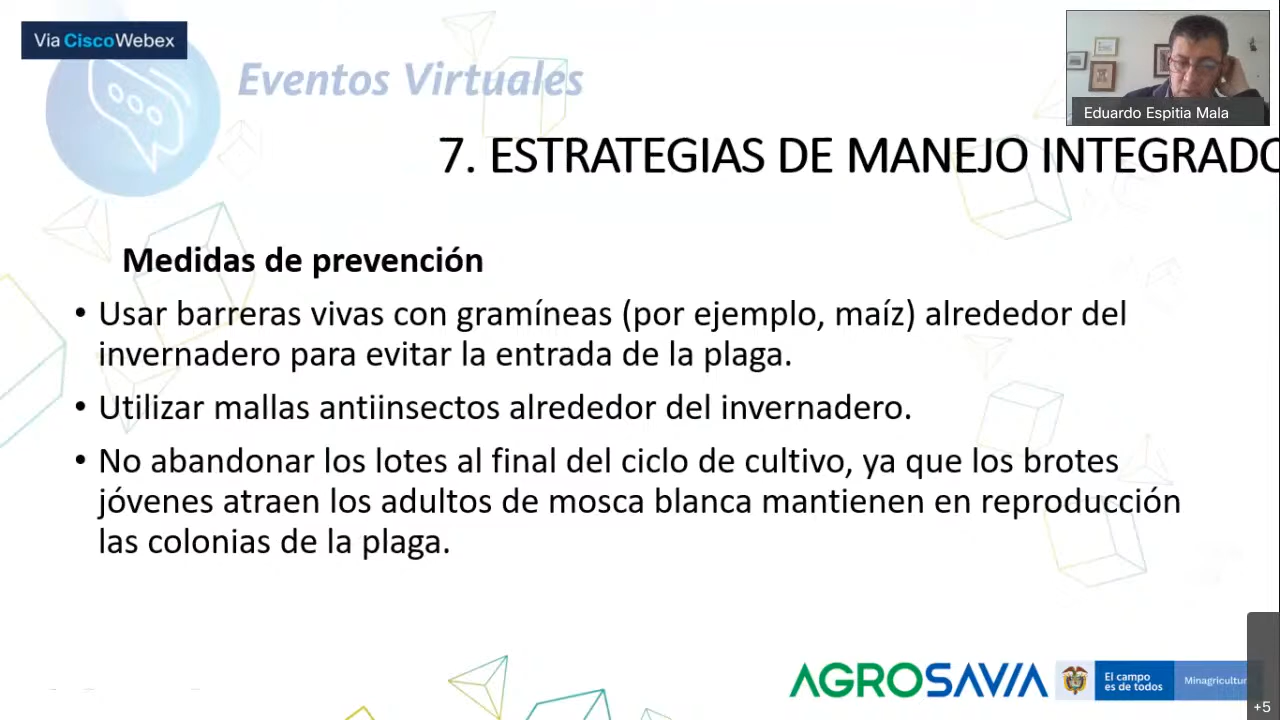 Vía CiscoWebex
Eventos Virtuales
Eduardo Espitia Mala
7. ESTRATEGIAS DE MANEJO INTEGRADO
Medidas de prevención
• Usar barreras vivas con gramíneas (por ejemplo, maíz) alrededor del
invernadero para evitar la entrada de la plaga.
• Utilizar mallas antiinsectos alrededor del invernadero.
• No abandonar los lotes al final del ciclo de cultivo, ya que los brotes
jóvenes atraen los adultos de mosca blanca mantienen en reproducción
las colonias de la plaga.
AGROSAVIA
El campo
es de todos
Minagricultur
+5